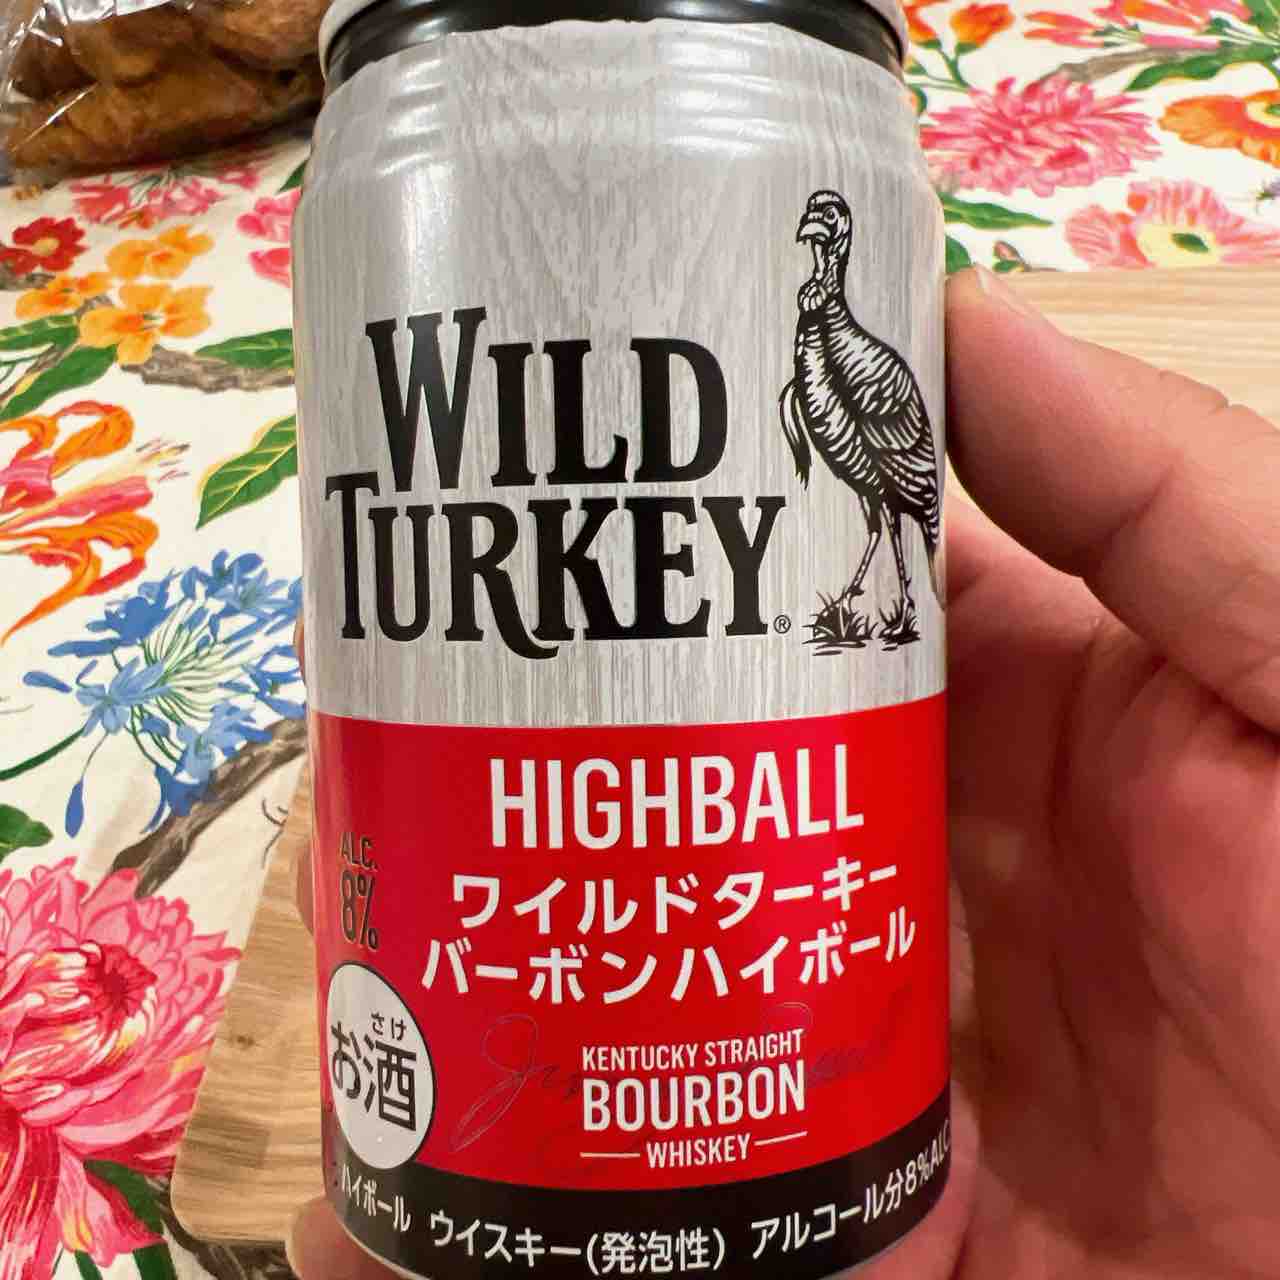 WILD
TURKEY®
HIGHBALL
ALC.
8%
ワイルドターキー
バーボンハイボール
さけ
お酒
KENTUCKY STRAIGHT
BOURBON
WHISKEY
ハイボール ウイスキー(発泡性) アルコール分8%